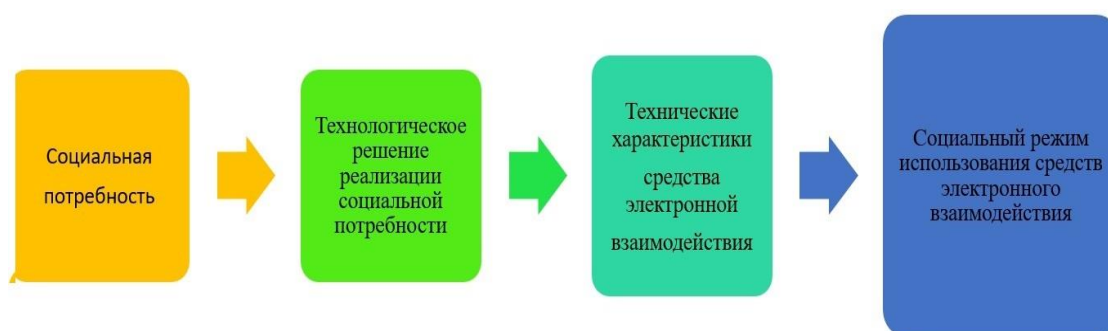 Социальная
потребность
Технологическое
решение
реализации
социальной
потребности
Технические
характеристики
средства
электронной
взаимодействия
Социальный режим
использования средств
электронного
взаимодействия